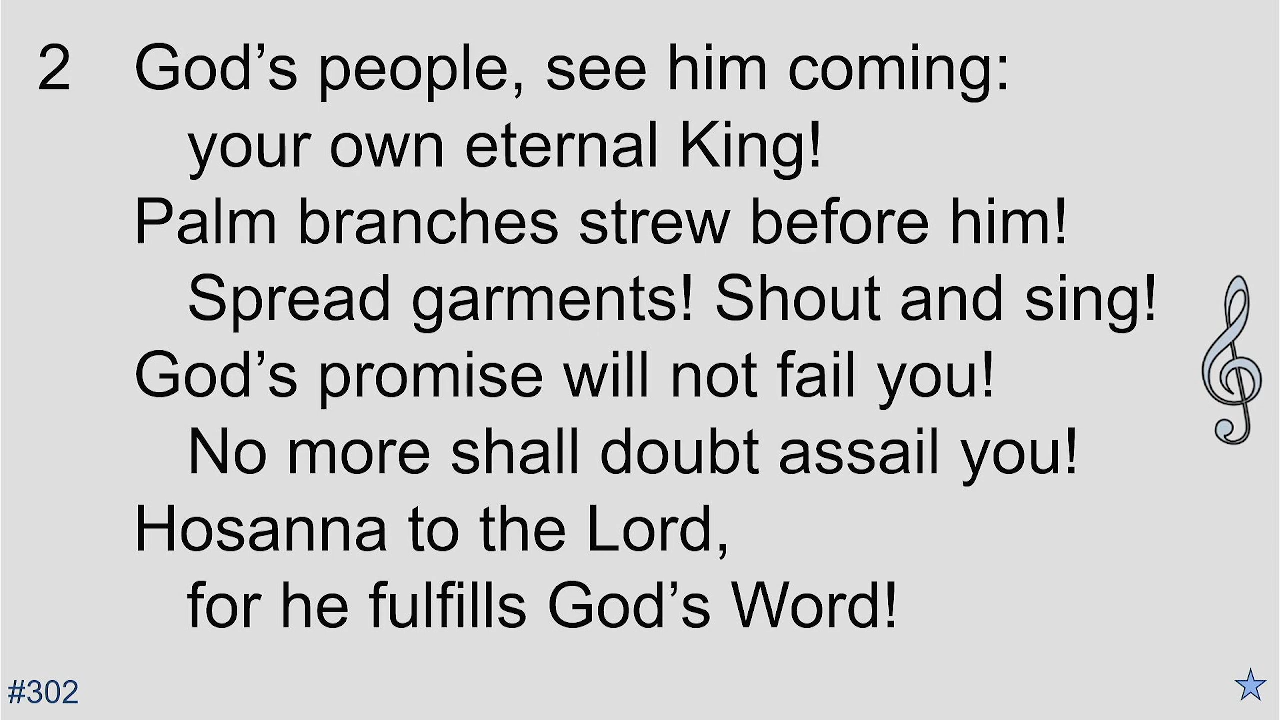 2 God’s people, see him coming:
your own eternal King!
Palm branches strew before him!
Spread garments! Shout and sing!
God’s promise will not fail you!
No more shall doubt assail you!
Hosanna to the Lord,
for he fulfills God’s Word!
#302